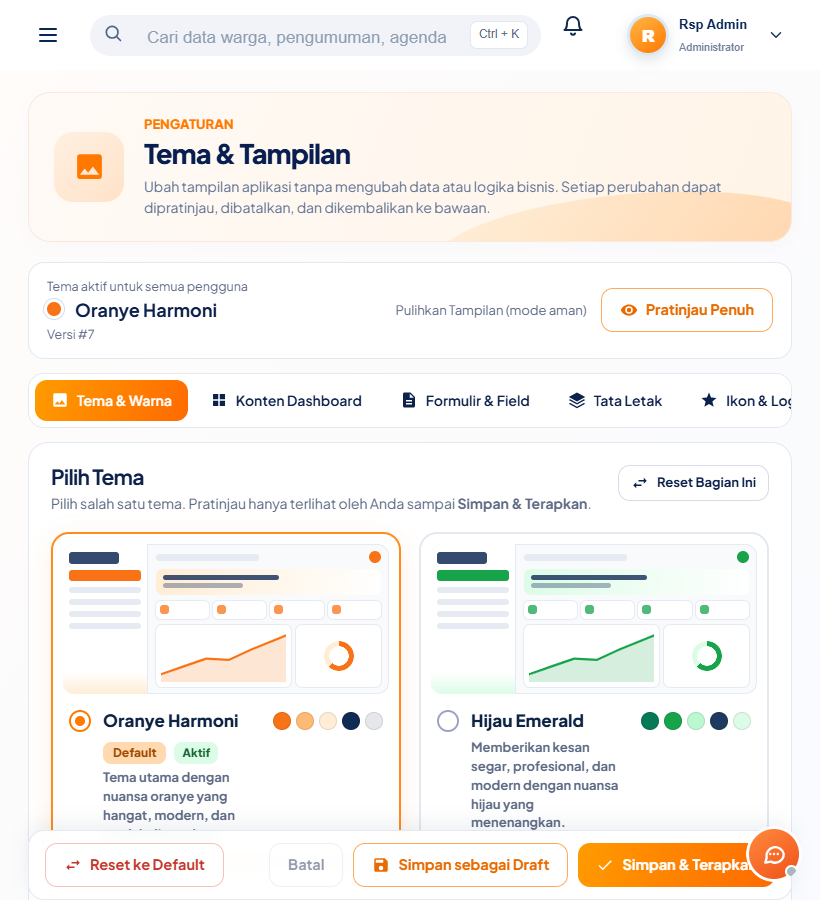 Cari data warga, pengumuman, agenda
Ctrl + K
R
Rsp Admin
Administrator
PENGATURAN
Tema & Tampilan
Ubah tampilan aplikasi tanpa mengubah data atau logika bisnis. Setiap perubahan dapat
dipratinjau, dibatalkan, dan dikembalikan ke bawaan.
Tema aktif untuk semua pengguna
Oranye Harmoni
Versi #7
Pulihkan Tampilan (mode aman)
Pratinjau Penuh
Tema & Warna
Konten Dashboard
Formulir & Field
Tata Letak
Ikon & Log
Pilih Tema
Pilih salah satu tema. Pratinjau hanya terlihat oleh Anda sampai Simpan & Terapkan.
Reset Bagian Ini
Oranye Harmoni
Default
Aktif
Tema utama dengan
nuansa oranye yang
hangat, modern, dan
Hijau Emerald
Memberikan kesan
segar, profesional, dan
modern dengan nuansa
hijau yang
menenangkan.
Reset ke Default
Batal
Simpan sebagai Draft
Simpan & Terapka